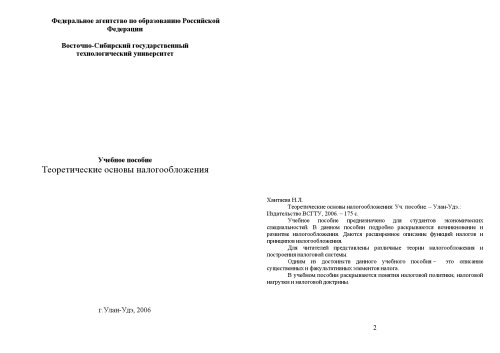 Федеральное агентство по образованию Российской
Федерации
Восточно-Сибирский государственный
технологический университет
Учебное пособие
Теоретические основы налогообложения
г.Улан-Удэ, 2006
Хантаева Н.Л.
Теоретические основы налогообложения: Уч. пособие. – Улан-Удэ.:
Издательство ВСГТУ, 2006. – 175 с.
Учебное пособие предназначено для студентов экономических
специальностей. В данном пособии подробно раскрываются возникновение и
развитие налогообложения. Дается расширенное описание функций налогов и
принципов налогообложения.
Для читателей представлены различные теории налогообложения и
построения налоговой системы.
Одним из достоинств данного учебного пособия – это описание
существенных и факультативных элементов налога.
В учебном пособии раскрываются понятия налоговой политики, налоговой
нагрузки и налоговой доктрины.
2